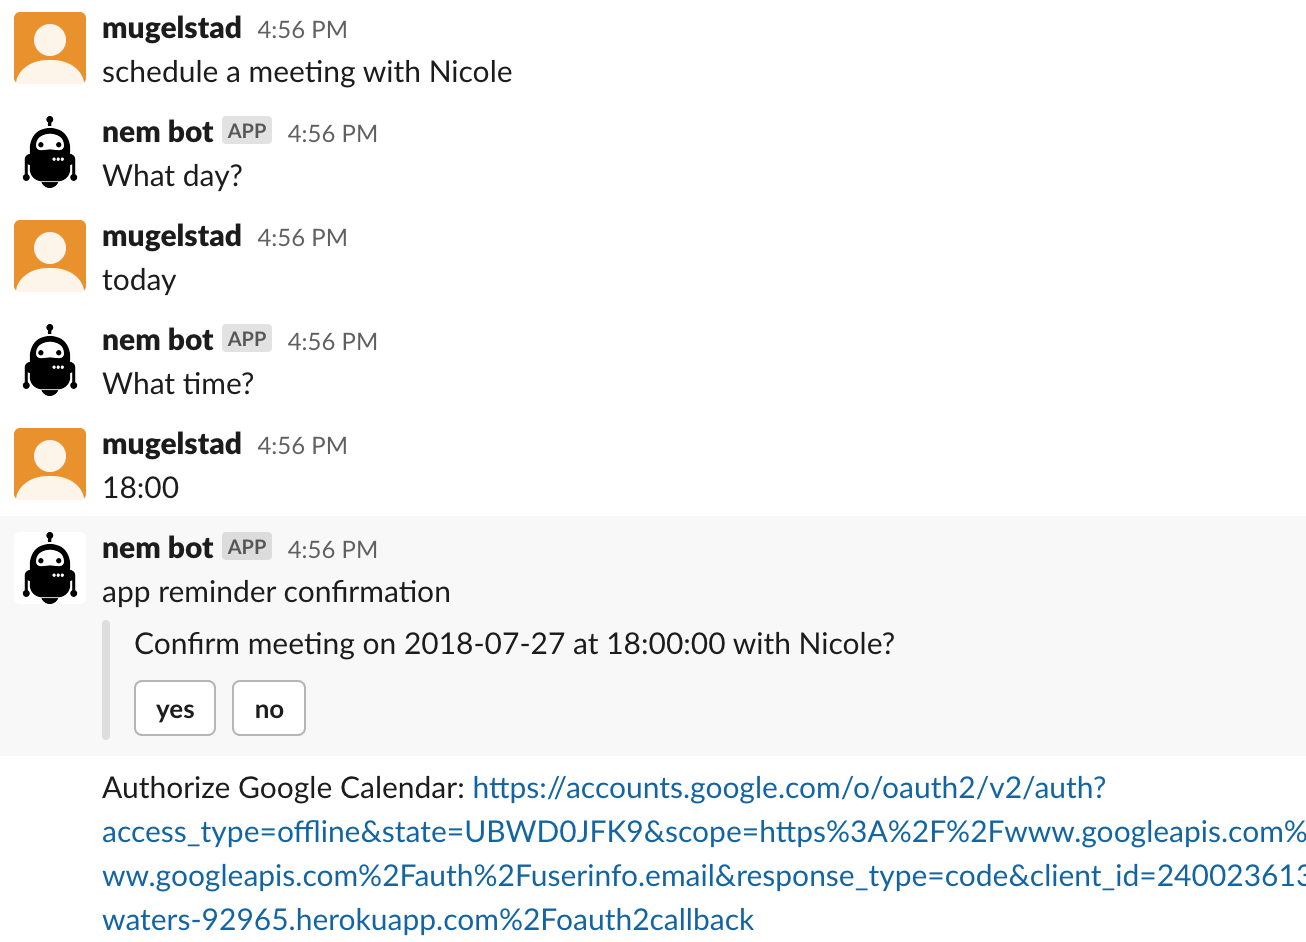 mugelstad 4:56 PM
schedule a meeting with Nicole
nem bot APP 4:56 PM
What day?
mugelstad 4:56 PM
today
nem bot APP 4:56 PM
What time?
mugelstad 4:56 PM
18:00
nem bot APP 4:56 PM
app reminder confirmation
Confirm meeting on 2018-07-27 at 18:00:00 with Nicole?
yes no
Authorize Google Calendar: https://accounts.google.com/o/oauth2/v2/auth?
access_type=offline&state=UBWD0JFK9&scope=https%3A%2F%2Fwww.googleapis.com%
ww.googleapis.com%2Fauth%2Fuserinfo.email&response_type=code&client_id=240023613
waters-92965.herokuapp.com%2Foauth2callback